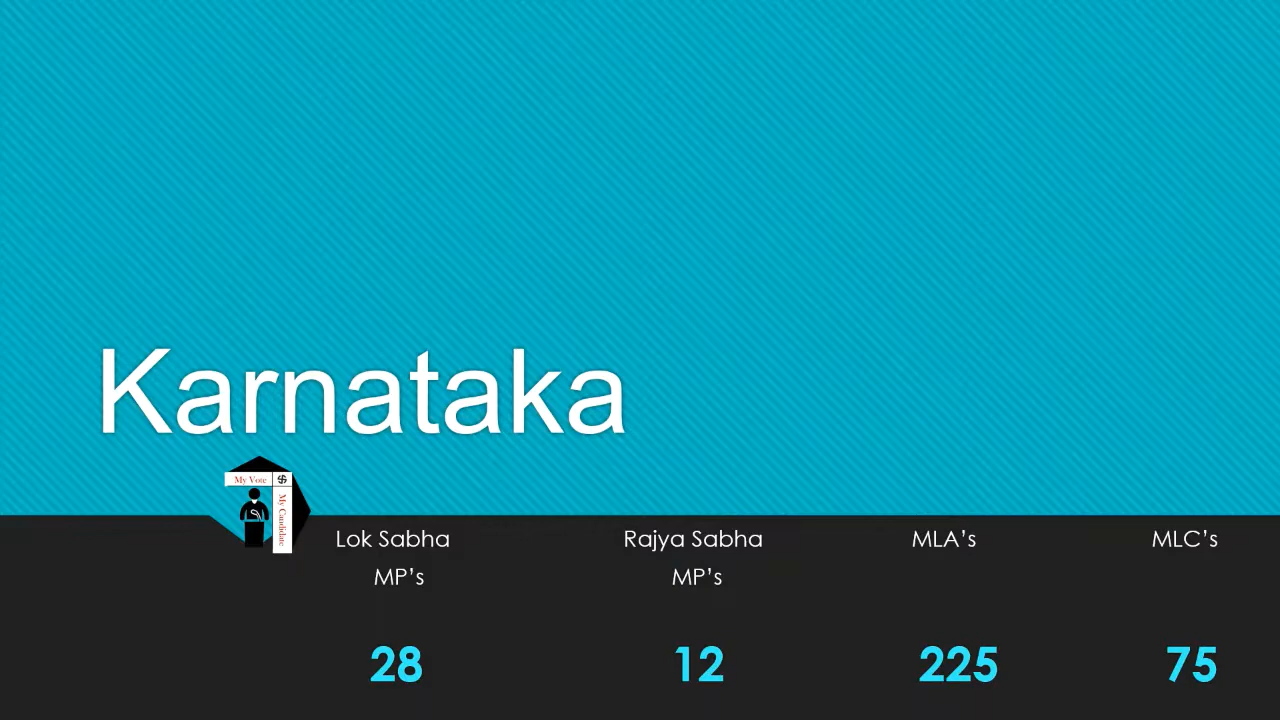 Karnataka
My Vote
My Candidate
Lok Sabha Rajya Sabha MLA’s MLC’s
MP’s MP’s
28 12 225 75